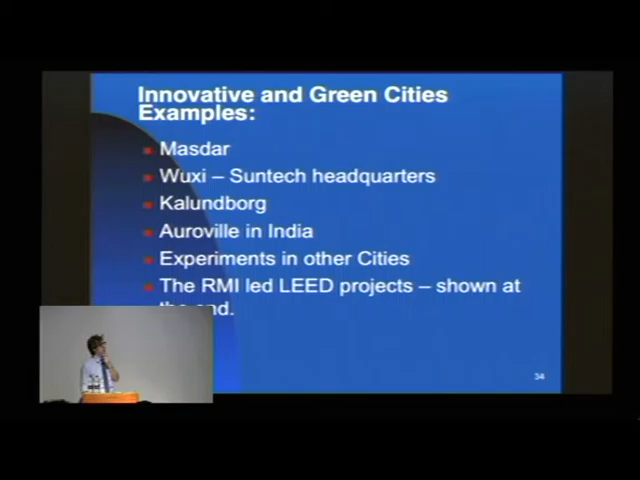 Innovative and Green Cities
Examples:
Masdar
Wuxi – Suntech headquarters
Kalundborg
Auroville in India
Experiments in other Cities
The RMI led LEED projects – shown at
the end.
34